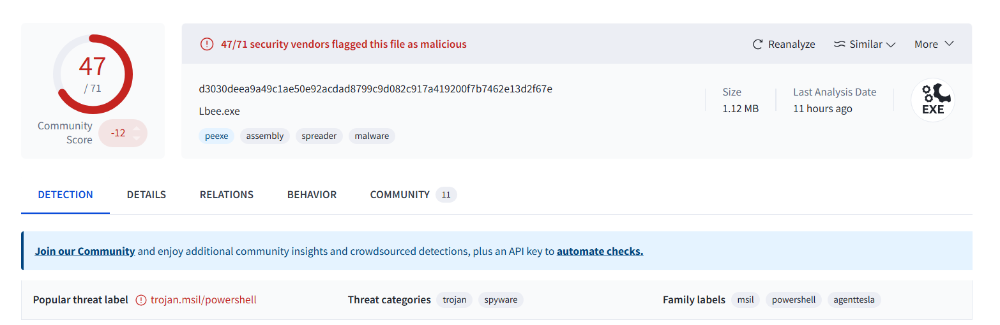 47
/ 71
Community Score -12
47/71 security vendors flagged this file as malicious
Reanalyze Similar More
d3030deea9a49c1ae50e92acdad8799c9d082c917a419200f7b7462e13d2f67e
Lbee.exe
peexe assembly spreader malware
Size
1.12 MB
Last Analysis Date
11 hours ago
EXE
DETECTION DETAILS RELATIONS BEHAVIOR COMMUNITY 11
Join our Community and enjoy additional community insights and crowdsourced detections, plus an API key to automate checks.
Popular threat label trojan.msil/powershell Threat categories trojan spyware Family labels msil powershell agenttesla